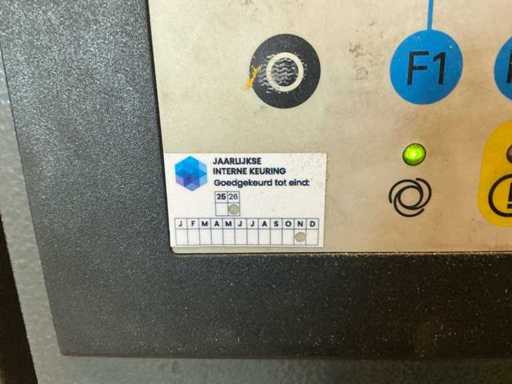 F1
JAARLIJKSE
INTERNE KEURING
Goedgekeurd tot eind:
25 26
J F M A M J J A S O N D